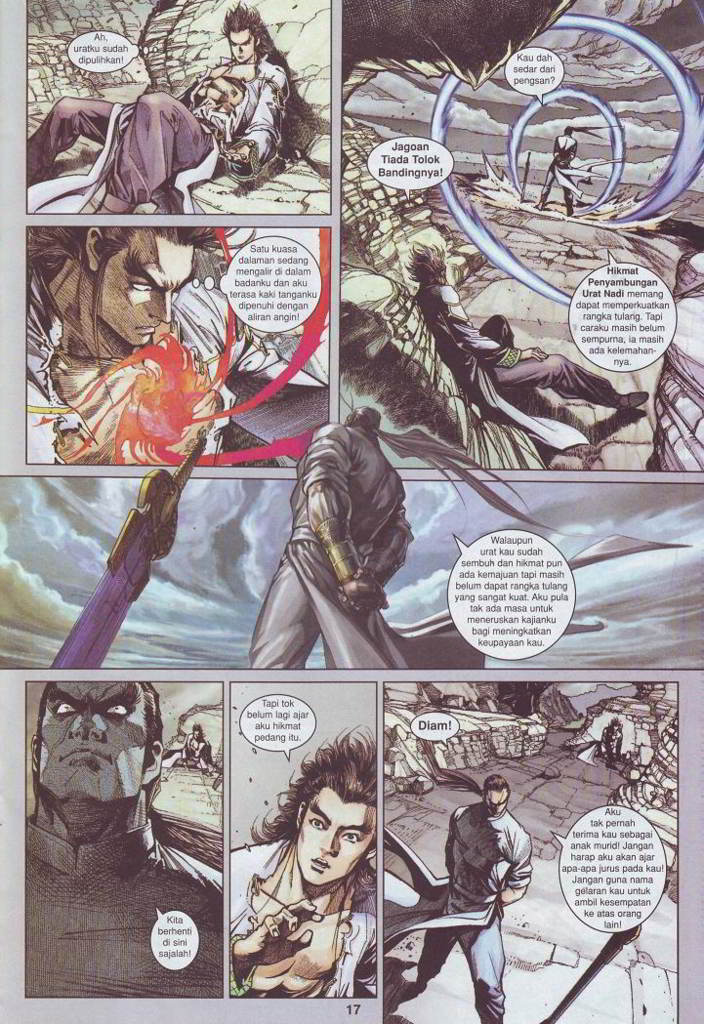 Ah,
uratku sudah
dipulihkan!
Kau dah
sedar dari
pengsan?
Jagoan
Tiada Tolok
Bandingnya!
Satu kuasa
dalaman sedang
mengalir di dalam
badanku dan aku
terasa kaki tanganku
dipenuhi dengan
aliran angin!
Hikmat
Penyambung
Urat Nadi memang
dapat memperkuatkan
rangka tulang. Tapi
caraku masih belum
sempurna, ia masih
ada kelemahan-
nya.
Walaupun
urat kau sudah
sembuh dan hikmat pun
ada kemajuan tapi masih
belum dapat rangka tulang
yang sangat kuat. Aku pula
tak ada masa untuk
meneruskan kajianku
bagi meningkatkan
keupayaan kau.
Kita
berhenti
di sini
sajalah!
Tapi tok
belum lagi ajar
aku hikmat
pedang itu.
Diam!
Aku
tak pernah
terima kau sebagai
anak murid! Jangan
harap aku akan ajar
apa-apa jurus pada kau!
Jangan guna nama
gelaran kau untuk
ambil kesempatan
ke atas orang
lain!
17